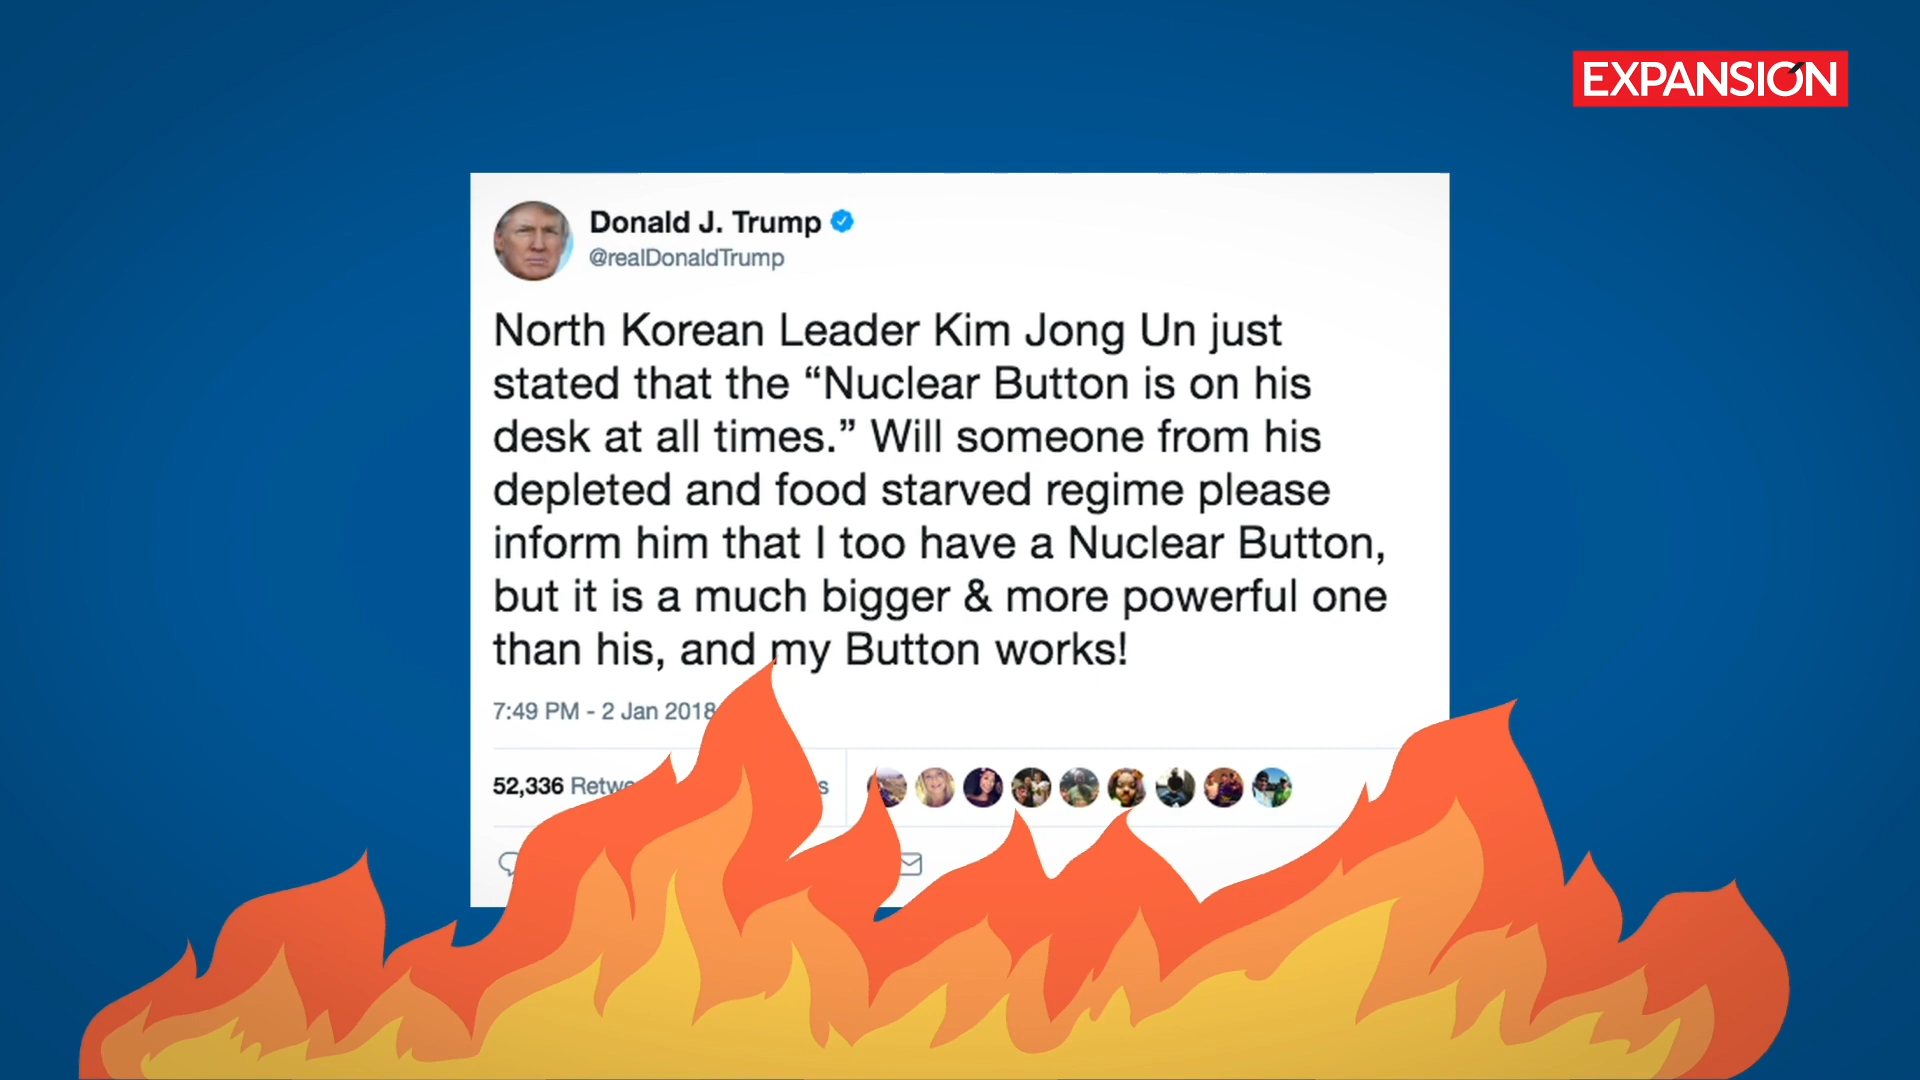 EXPANSIÓN
Donald J. Trump
@realDonaldTrump
North Korean Leader Kim Jong Un just
stated that the “Nuclear Button is on his
desk at all times.” Will someone from his
depleted and food starved regime please
inform him that I too have a Nuclear Button,
but it is a much bigger & more powerful one
than his, and my Button works!
7:49 PM - 2 Jan 2018
52,336